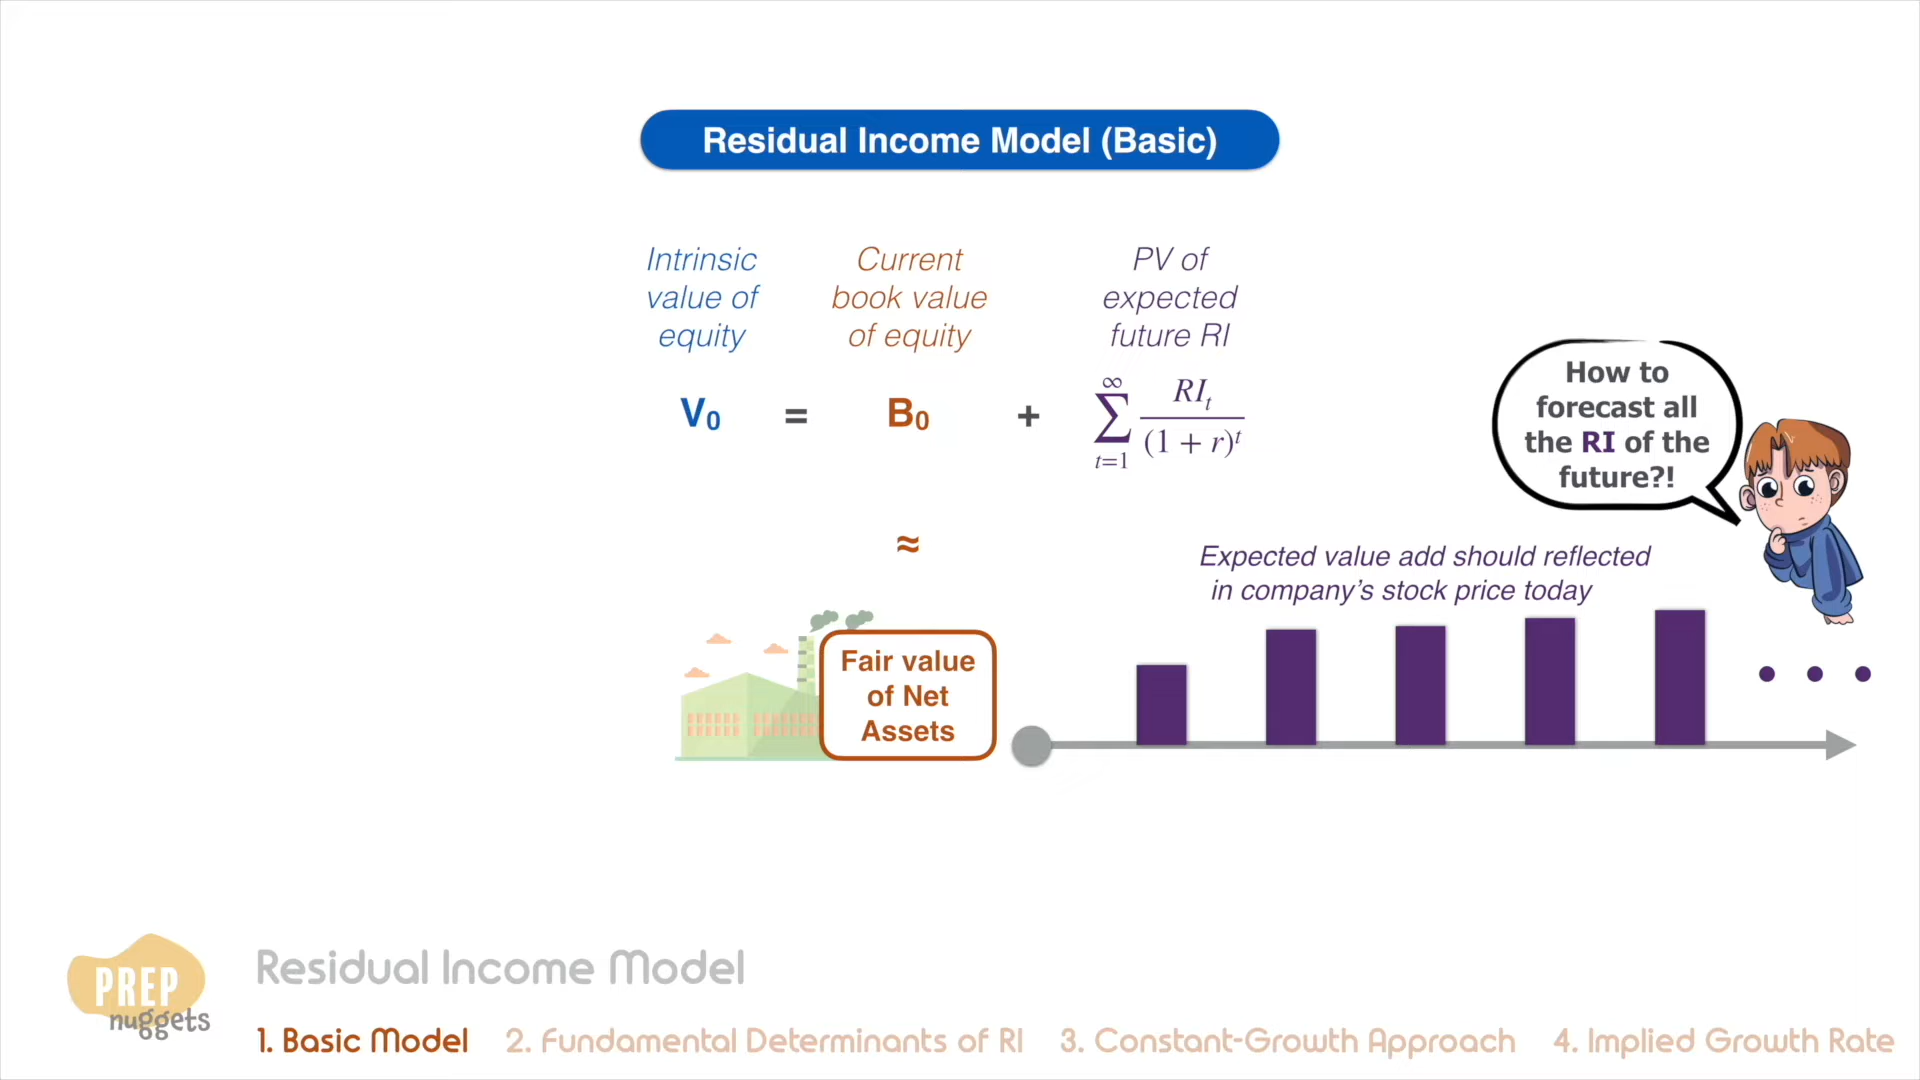 Residual Income Model (Basic)
Intrinsic
value of
equity
Current
book value
of equity
PV of
expected
future RI
V₀ = B₀ + ∞ ∑ t=1 RIₜ / (1 + r)ᵗ
≈
How to
forecast all
the RI of the
future?!
Expected value add should reflected
in company's stock price today
Fair value
of Net
Assets
PREP
nuggets
Residual Income Model
1. Basic Model 2. Fundamental Determinants of RI 3. Constant-Growth Approach 4. Implied Growth Rate